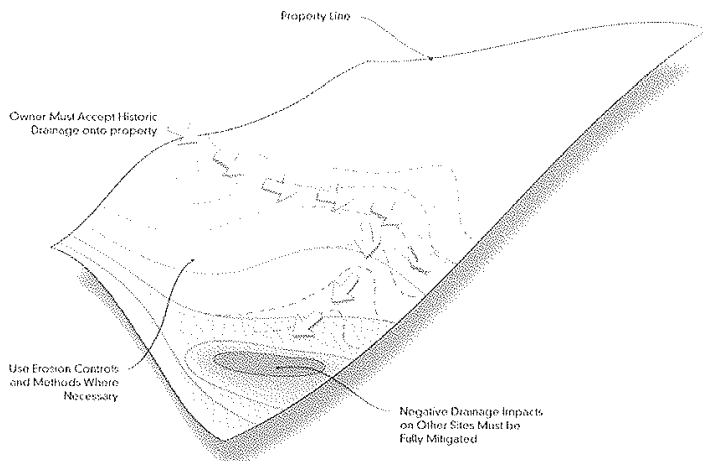 Property Line
Owner Must Accept Historic
Drainage onto property
Use Erosion Controls
and Methods Where
Necessary
Negative Drainage Impacts
on Other Sites Must be
Fully Mitigated